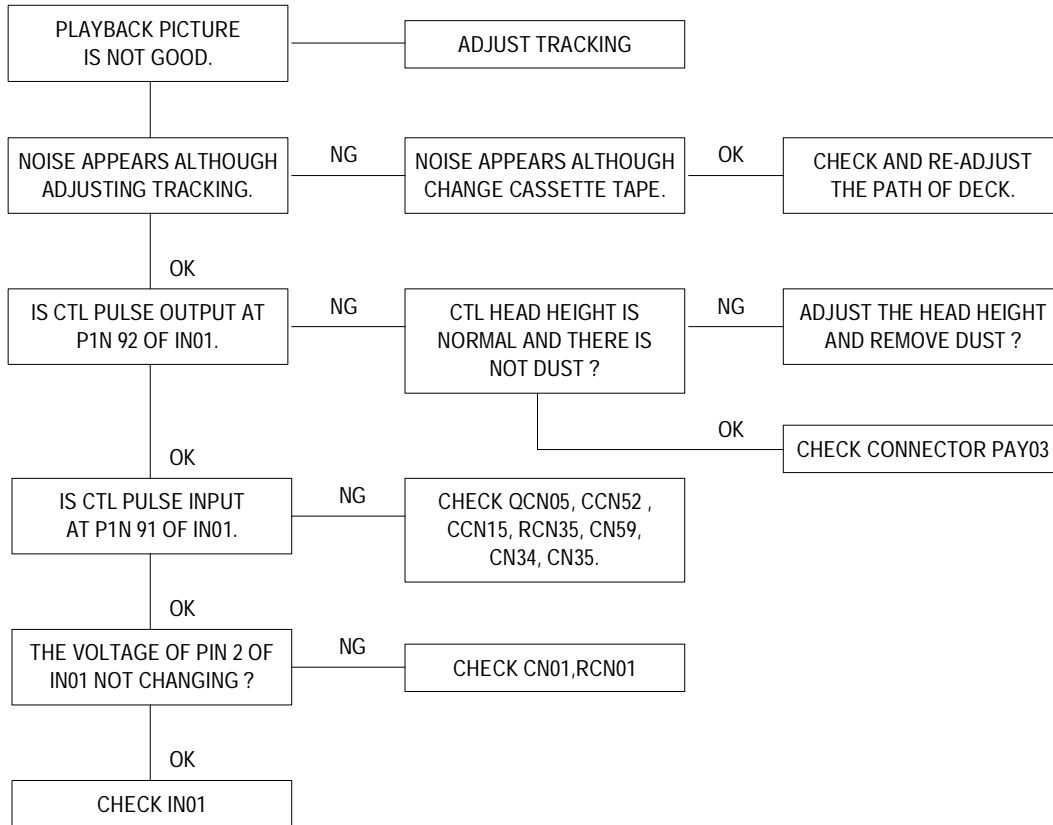 PLAYBACK PICTURE
IS NOT GOOD.
ADJUST TRACKING
NOISE APPEARS ALTHOUGH
ADJUSTING TRACKING.
NG
NOISE APPEARS ALTHOUGH
CHANGE CASSETTE TAPE.
OK
CHECK AND RE-ADJUST
THE PATH OF DECK.
OK
IS CTL PULSE OUTPUT AT
P1N 92 OF IN01.
NG
CTL HEAD HEIGHT IS
NORMAL AND THERE IS
NOT DUST ?
NG
ADJUST THE HEAD HEIGHT
AND REMOVE DUST ?
OK
CHECK CONNECTOR PAY03
OK
IS CTL PULSE INPUT
AT P1N 91 OF IN01.
NG
CHECK QCN05, CCN52 ,
CCN15, RCN35, CN59,
CN34, CN35.
OK
THE VOLTAGE OF PIN 2 OF
IN01 NOT CHANGING ?
NG
CHECK CN01,RCN01
OK
CHECK IN01